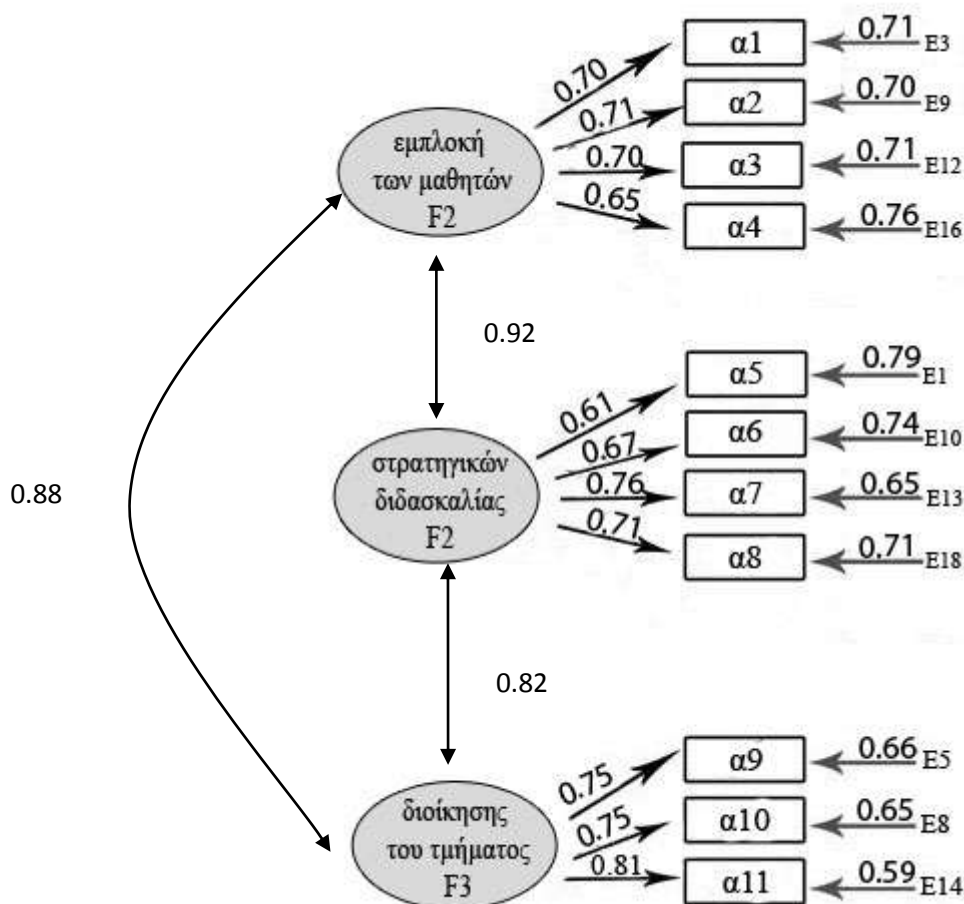 0.70
α1
0.71
E3
0.71
α2
0.70
E9
εμπλοκή
των μαθητών
F2
0.70
α3
0.71
E12
0.65
α4
0.76
E16
0.92
0.88
0.61
α5
0.79
E1
0.67
α6
0.74
E10
στρατηγικών
διδασκαλίας
F2
0.76
α7
0.65
E13
0.71
α8
0.71
E18
0.82
0.75
α9
0.66
E5
0.75
α10
0.65
E8
διοίκησης
του τμήματος
F3
0.81
α11
0.59
E14